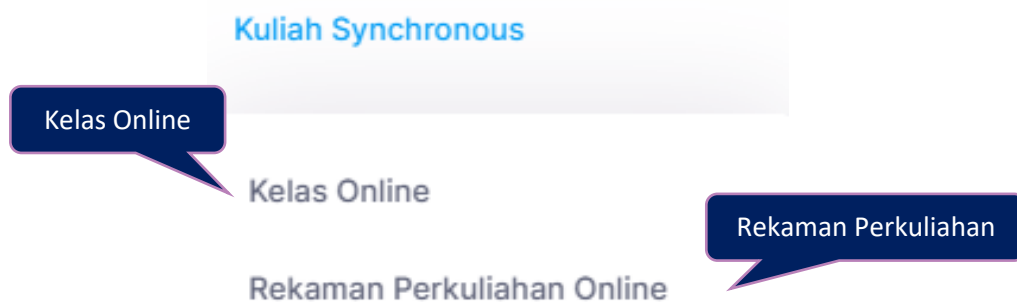 Kuliah Synchronous
Kelas Online
Kelas Online
Rekaman Perkuliahan
Rekaman Perkuliahan Online